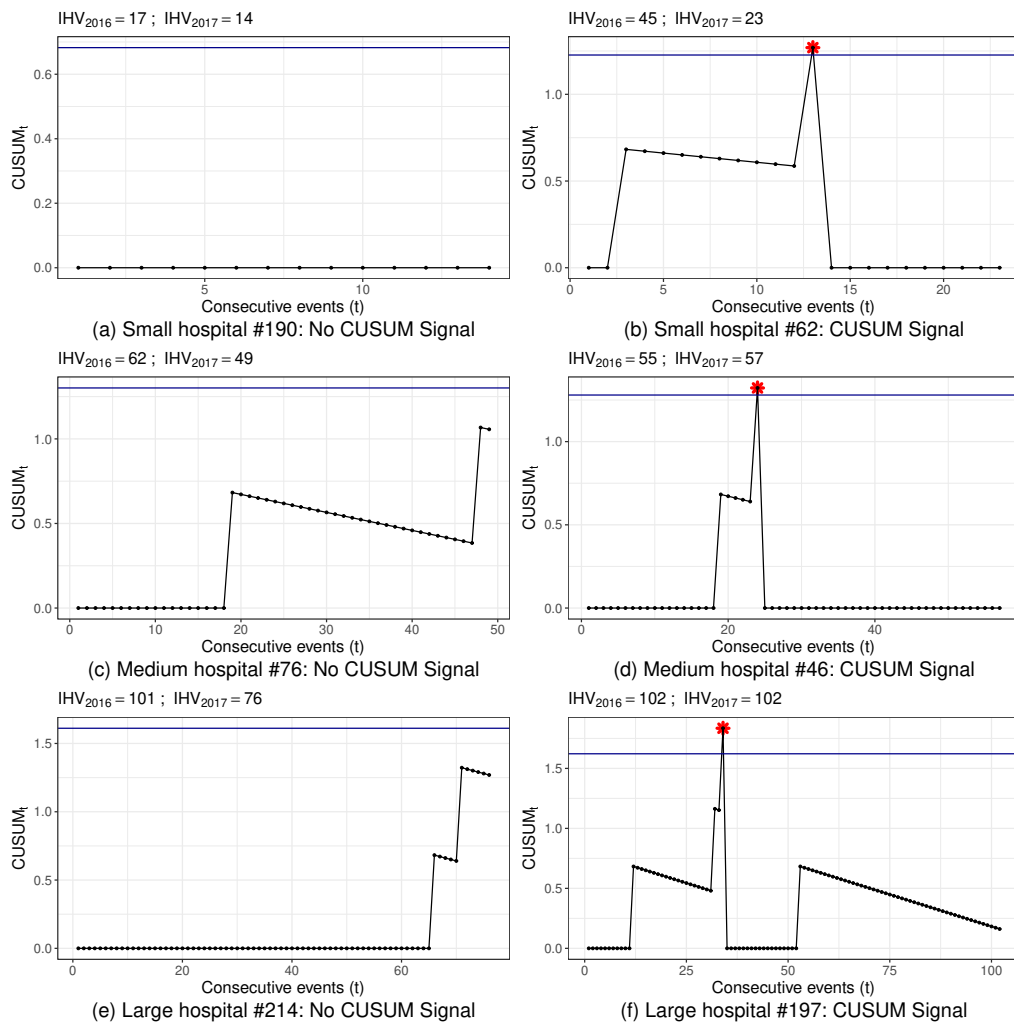 IHV2016 = 17 ; IHV2017 = 14
CUSUMt
0.6
0.4
0.2
0.0
5 10
Consecutive events (t)
(a) Small hospital #190: No CUSUM Signal
IHV2016 = 45 ; IHV2017 = 23
CUSUMt
1.0
0.5
0.0
0 5 10 15 20
Consecutive events (t)
(b) Small hospital #62: CUSUM Signal
IHV2016 = 62 ; IHV2017 = 49
CUSUMt
1.0
0.5
0.0
0 10 20 30 40 50
Consecutive events (t)
(c) Medium hospital #76: No CUSUM Signal
IHV2016 = 55 ; IHV2017 = 57
CUSUMt
1.0
0.5
0.0
0 20 40
Consecutive events (t)
(d) Medium hospital #46: CUSUM Signal
IHV2016 = 101 ; IHV2017 = 76
CUSUMt
1.5
1.0
0.5
0.0
0 20 40 60
Consecutive events (t)
(e) Large hospital #214: No CUSUM Signal
IHV2016 = 102 ; IHV2017 = 102
CUSUMt
1.5
1.0
0.5
0.0
0 25 50 75 100
Consecutive events (t)
(f) Large hospital #197: CUSUM Signal